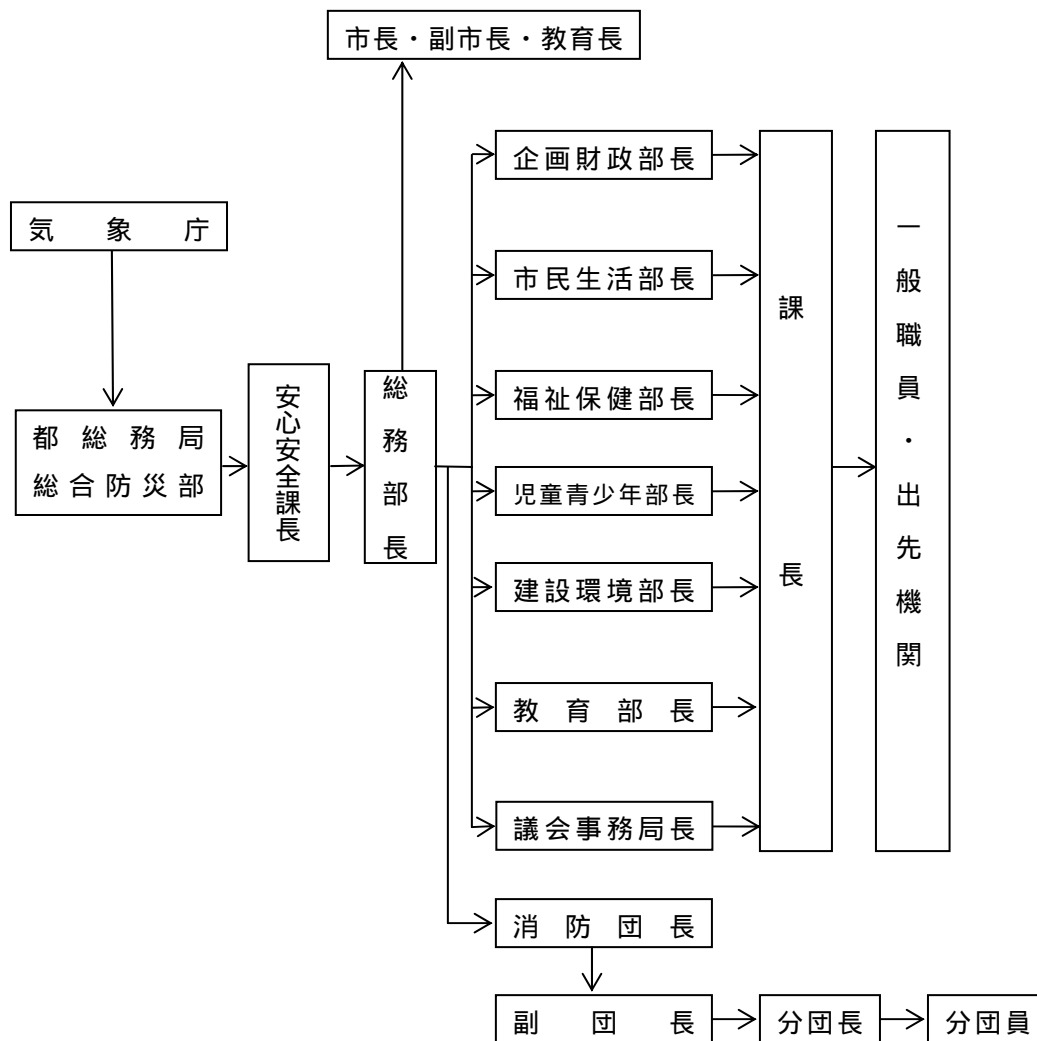 市長・副市長・教育長
企画財政部長
気象庁
市民生活部長
課長
一般職員・出先機関
福祉保健部長
都総務局
総合防災部
安心安全課長
総務部長
児童青少年部長
建設環境部長
教育部長
議会事務局長
消防団長
副団長
分団長
分団員